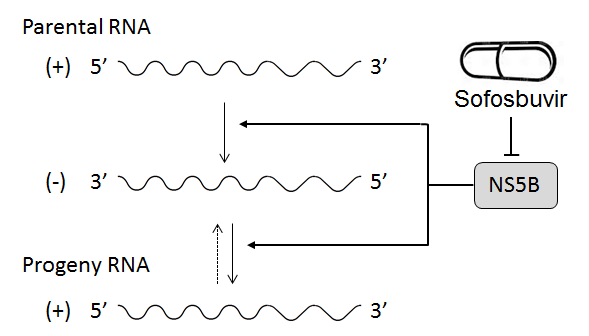 Parental RNA
(+) 5’ 3’
Sofosbuvir
(-) 3’ 5’
NS5B
Progeny RNA
(+) 5’ 3’